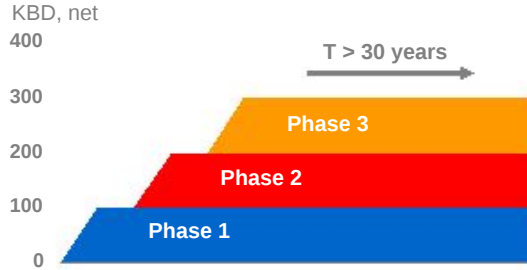 KBD, net
400
T > 30 years
300
Phase 3
200
Phase 2
100
Phase 1
0